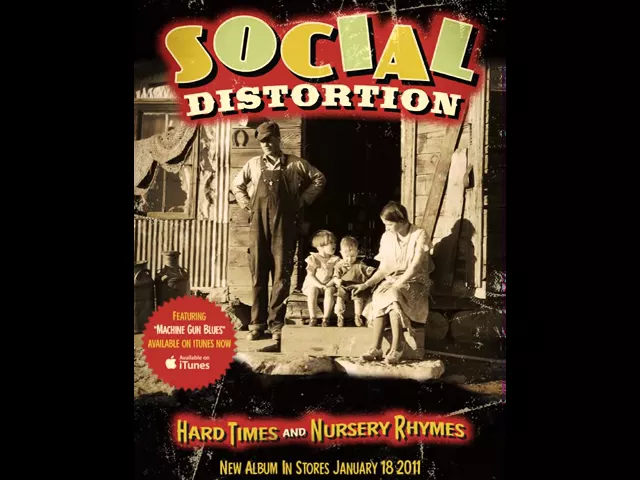 SOCIAL
DISTORTION
FEATURING
"MACHINE GUN BLUES"
AVAILABLE ON ITUNES NOW
Available on
iTunes
HARD TIMES AND NURSERY RHYMES
NEW ALBUM IN STORES JANUARY 18 2011